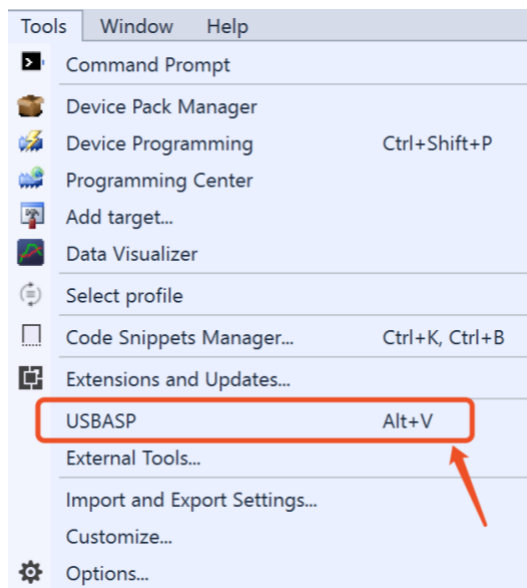 Tools Window Help
Command Prompt
Device Pack Manager
Device Programming Ctrl+Shift+P
Programming Center
Add target...
Data Visualizer
Select profile
Code Snippets Manager... Ctrl+K, Ctrl+B
Extensions and Updates...
USBASP Alt+V
External Tools...
Import and Export Settings...
Customize...
Options...